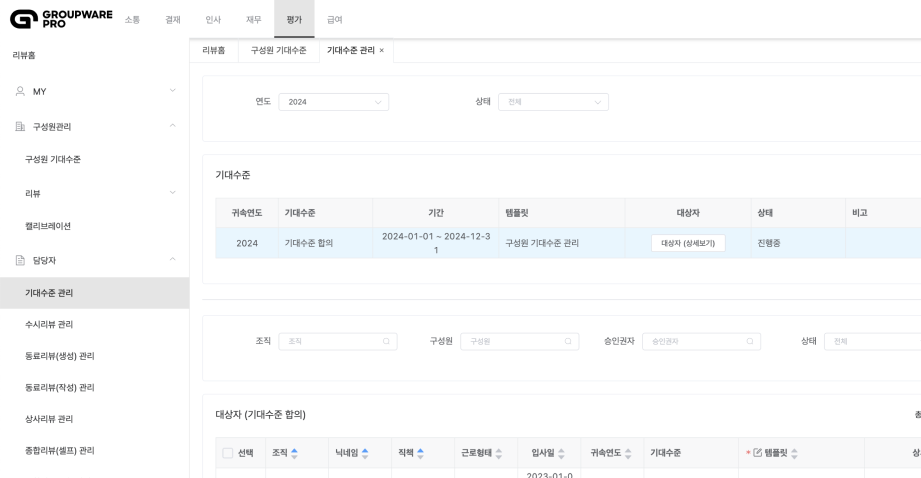 GROUPWARE PRO 소통 결재 인사 재무 평가 급여
리뷰홈
MY
구성원관리
구성원 기대수준
리뷰
캘리브레이션
담당자
기대수준 관리
수시리뷰 관리
동료리뷰(생성) 관리
동료리뷰(작성) 관리
상사리뷰 관리
종합리뷰(셀프) 관리
리뷰홈 구성원 기대수준 기대수준 관리 ×
연도 2024 상태 전체
기대수준
귀속연도 기대수준 기간 템플릿 대상자 상태 비고
2024 기대수준 합의 2024-01-01 ~ 2024-12-3
1 구성원 기대수준 관리 대상자 (상세보기) 진행중
조직 조직 구성원 구성원 승인권자 승인권자 상태 전체
대상자 (기대수준 합의)
선택 조직 닉네임 직책 근로형태 입사일 귀속연도 기대수준 * 템플릿
2023-01-0